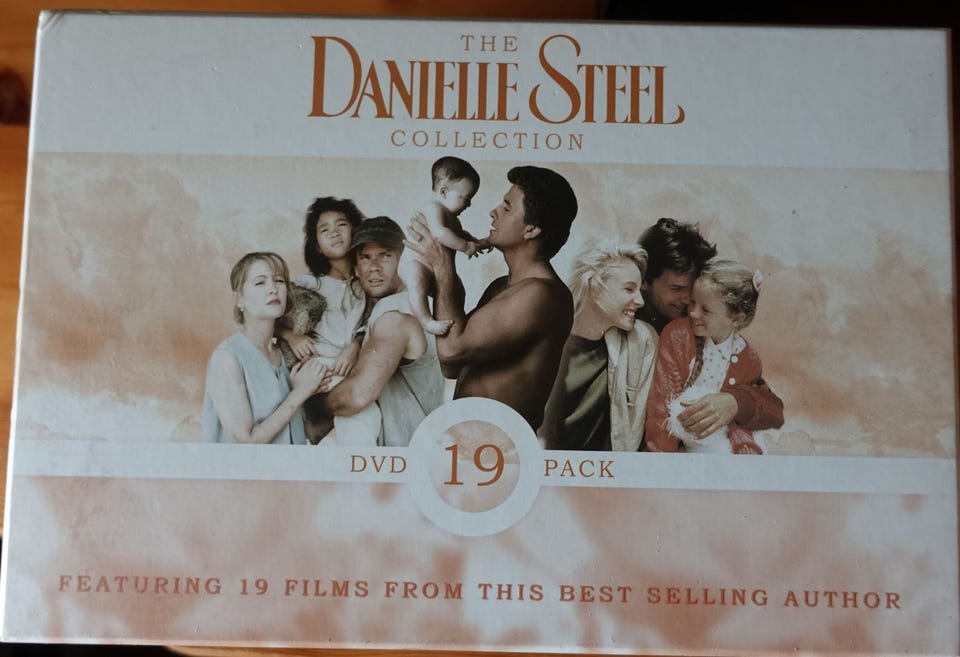 THE
DANIELLE STEEL
COLLECTION
DVD 19 PACK
FEATURING 19 FILMS FROM THIS BEST SELLING AUTHOR